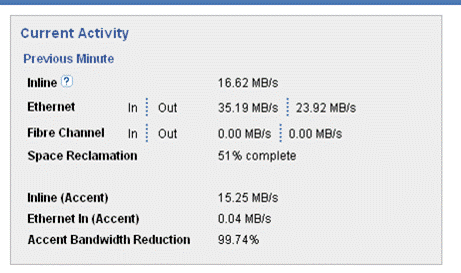 Current Activity
Previous Minute
Inline ? 16.62 MB/s
Ethernet In Out 35.19 MB/s 23.92 MB/s
Fibre Channel In Out 0.00 MB/s 0.00 MB/s
Space Reclamation 51% complete
Inline (Accent) 15.25 MB/s
Ethernet In (Accent) 0.04 MB/s
Accent Bandwidth Reduction 99.74%